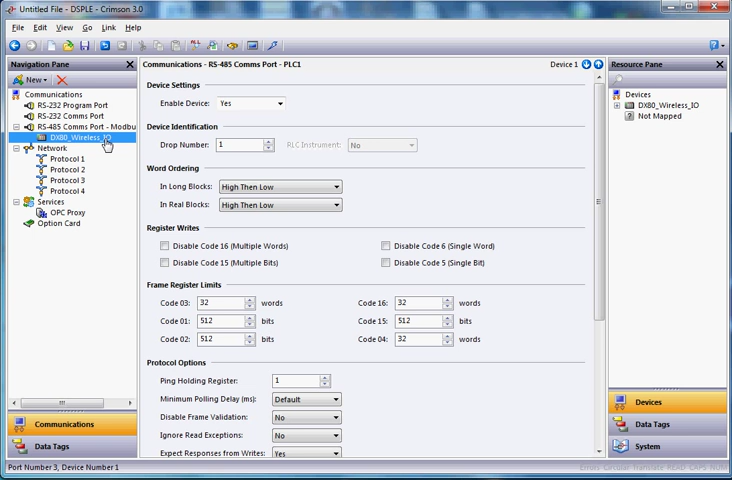 Untitled File - DSPLE - Crimson 3.0
File Edit View Go Link Help
Navigation Pane
New
Communications
RS-232 Program Port
RS-232 Comms Port
RS-485 Comms Port - Modbu
DX80_Wireless_IO
Network
Protocol 1
Protocol 2
Protocol 3
Protocol 4
Services
OPC Proxy
Option Card
Communications
Data Tags
Communications - RS-485 Comms Port - PLC1 Device 1
Device Settings
Enable Device: Yes
Device Identification
Drop Number: 1 RLC Instrument: No
Word Ordering
In Long Blocks: High Then Low
In Real Blocks: High Then Low
Register Writes
Disable Code 16 (Multiple Words) Disable Code 6 (Single Word)
Disable Code 15 (Multiple Bits) Disable Code 5 (Single Bit)
Frame Register Limits
Code 03: 32 words Code 16: 32 words
Code 01: 512 bits Code 15: 512 bits
Code 02: 512 bits Code 04: 32 words
Protocol Options
Ping Holding Register: 1
Minimum Polling Delay (ms): Default
Disable Frame Validation: No
Ignore Read Exceptions: No
Expect Responses from Writes: Yes
Resource Pane
Devices
DX80_Wireless_IO
Not Mapped
Devices
Data Tags
System
Port Number 3, Device Number 1
Errors Circular Translate READ CAPS NUM